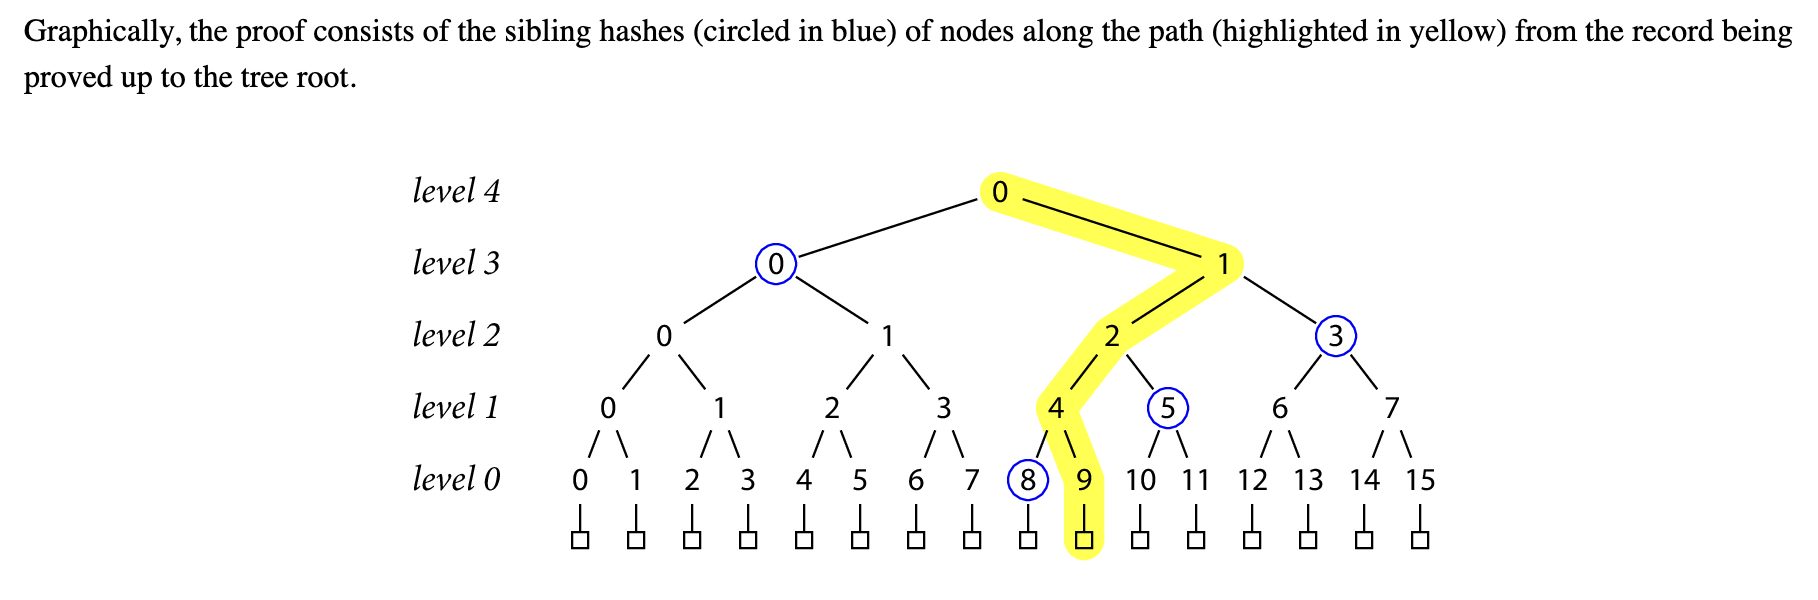 Graphically, the proof consists of the sibling hashes (circled in blue) of nodes along the path (highlighted in yellow) from the record being
proved up to the tree root.
level 4 0
level 3 0 1
level 2 0 1 2 3
level 1 0 1 2 3 4 5 6 7
level 0 0 1 2 3 4 5 6 7 8 9 10 11 12 13 14 15